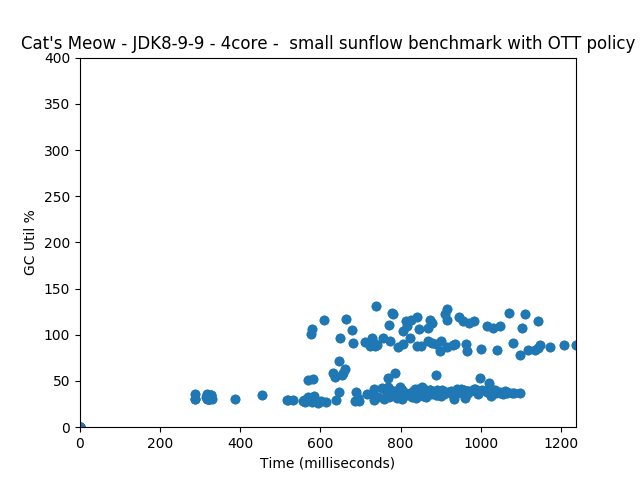 Cat's Meow - JDK8-9-9 - 4core -  small sunflow benchmark with OTT policy
400
350
300
250
200
150
100
50
0
GC Util %
0 200 400 600 800 1000 1200
Time (milliseconds)